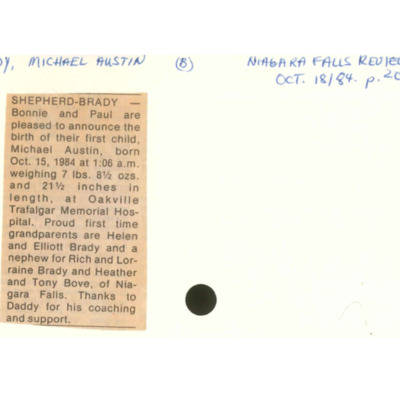 DY, MICHAEL AUSTIN (B) NIAGARA FALLS REVIE
OCT. 18/84. p.20
SHEPHERD-BRADY —
Bonnie and Paul are
pleased to announce the
birth of their first child,
Michael Austin, born
Oct. 15, 1984 at 1:06 a.m.
weighing 7 lbs. 8½ ozs.
and 21½ inches in
length, at Oakville
Trafalgar Memorial Hos-
pital. Proud first time
grandparents are Helen
and Elliott Brady and a
nephew for Rich and Lor-
raine Brady and Heather
and Tony Bove, of Nia-
gara Falls. Thanks to
Daddy for his coaching
and support.